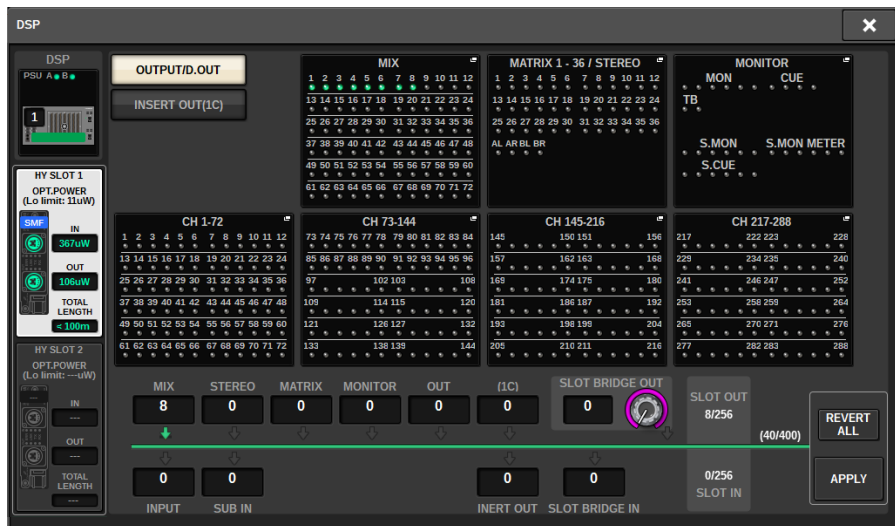 DSP
DSP
PSU A B
1
OUTPUT/D.OUT
INSERT OUT(1C)
MIX
1 2 3 4 5 6 7 8 9 10 11 12
13 14 15 16 17 18 19 20 21 22 23 24
25 26 27 28 29 30 31 32 33 34 35 36
37 38 39 40 41 42 43 44 45 46 47 48
49 50 51 52 53 54 55 56 57 58 59 60
61 62 63 64 65 66 67 68 69 70 71 72
MATRIX 1 - 36 / STEREO
1 2 3 4 5 6 7 8 9 10 11 12
13 14 15 16 17 18 19 20 21 22 23 24
25 26 27 28 29 30 31 32 33 34 35 36
AL AR BL BR
MONITOR
MON CUE
TB
S.MON S.MON METER
S.CUE
HY SLOT 1
OPT.POWER
(Lo limit: 11uW)
SMF
IN
367uW
OUT
106uW
TOTAL
LENGTH
<100m
CH 1-72
1 2 3 4 5 6 7 8 9 10 11 12
13 14 15 16 17 18 19 20 21 22 23 24
25 26 27 28 29 30 31 32 33 34 35 36
37 38 39 40 41 42 43 44 45 46 47 48
49 50 51 52 53 54 55 56 57 58 59 60
61 62 63 64 65 66 67 68 69 70 71 72
CH 73-144
73 74 75 76 77 78 79 80 81 82 83 84
85 86 87 88 89 90 91 92 93 94 95 96
97 102 103 108
109 114 115 120
121 126 127 132
133 138 139 144
CH 145-216
145 150 151 156
157 162 163 168
169 174 175 180
181 186 187 192
193 198 199 204
205 210 211 216
CH 217-288
217 222 223 228
229 234 235 240
241 246 247 252
253 258 259 264
265 270 271 276
277 282 283 288
HY SLOT 2
OPT.POWER
(Lo limit: ---uW)
---
IN
---
OUT
---
TOTAL
LENGTH
---
MIX STEREO MATRIX MONITOR OUT (1C) SLOT BRIDGE OUT
8 0 0 0 0 0 0
SLOT OUT
8/256
(40/400)
0 0 0 0
INPUT SUB IN INERT OUT SLOT BRIDGE IN
0/256
SLOT IN
REVERT
ALL
APPLY